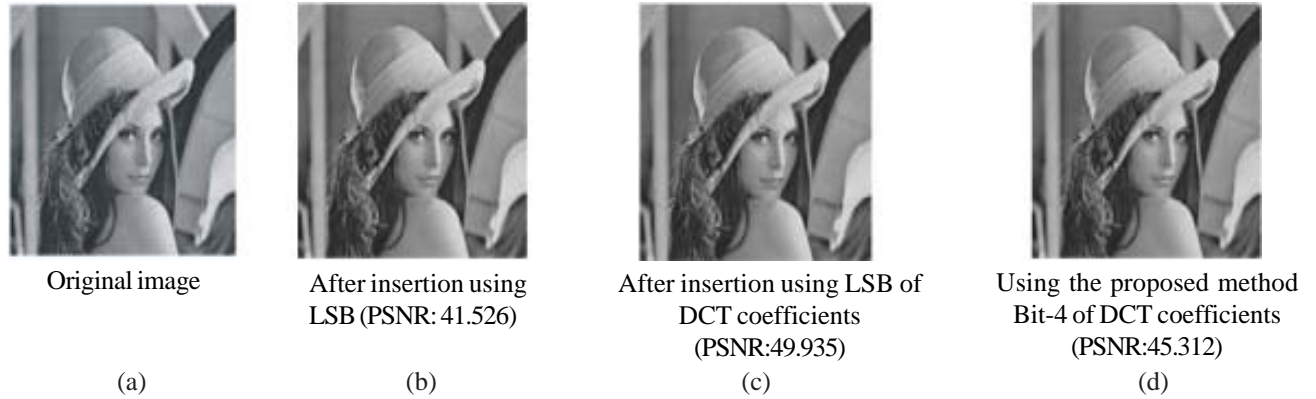 Original image
(a)
After insertion using
LSB (PSNR: 41.526)
(b)
After insertion using LSB of
DCT coefficients
(PSNR:49.935)
(c)
Using the proposed method
Bit-4 of DCT coefficients
(PSNR:45.312)
(d)